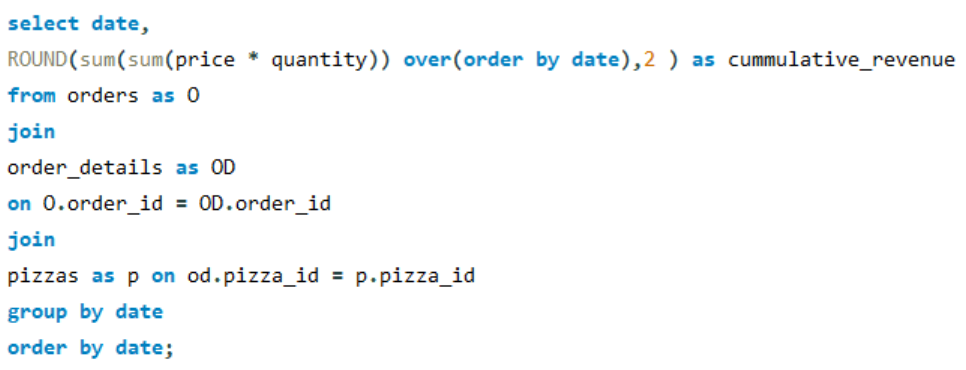 select date,
ROUND(sum(sum(price * quantity)) over(order by date),2 ) as cummulative_revenue
from orders as O
join
order_details as OD
on O.order_id = OD.order_id
join
pizzas as p on od.pizza_id = p.pizza_id
group by date
order by date;